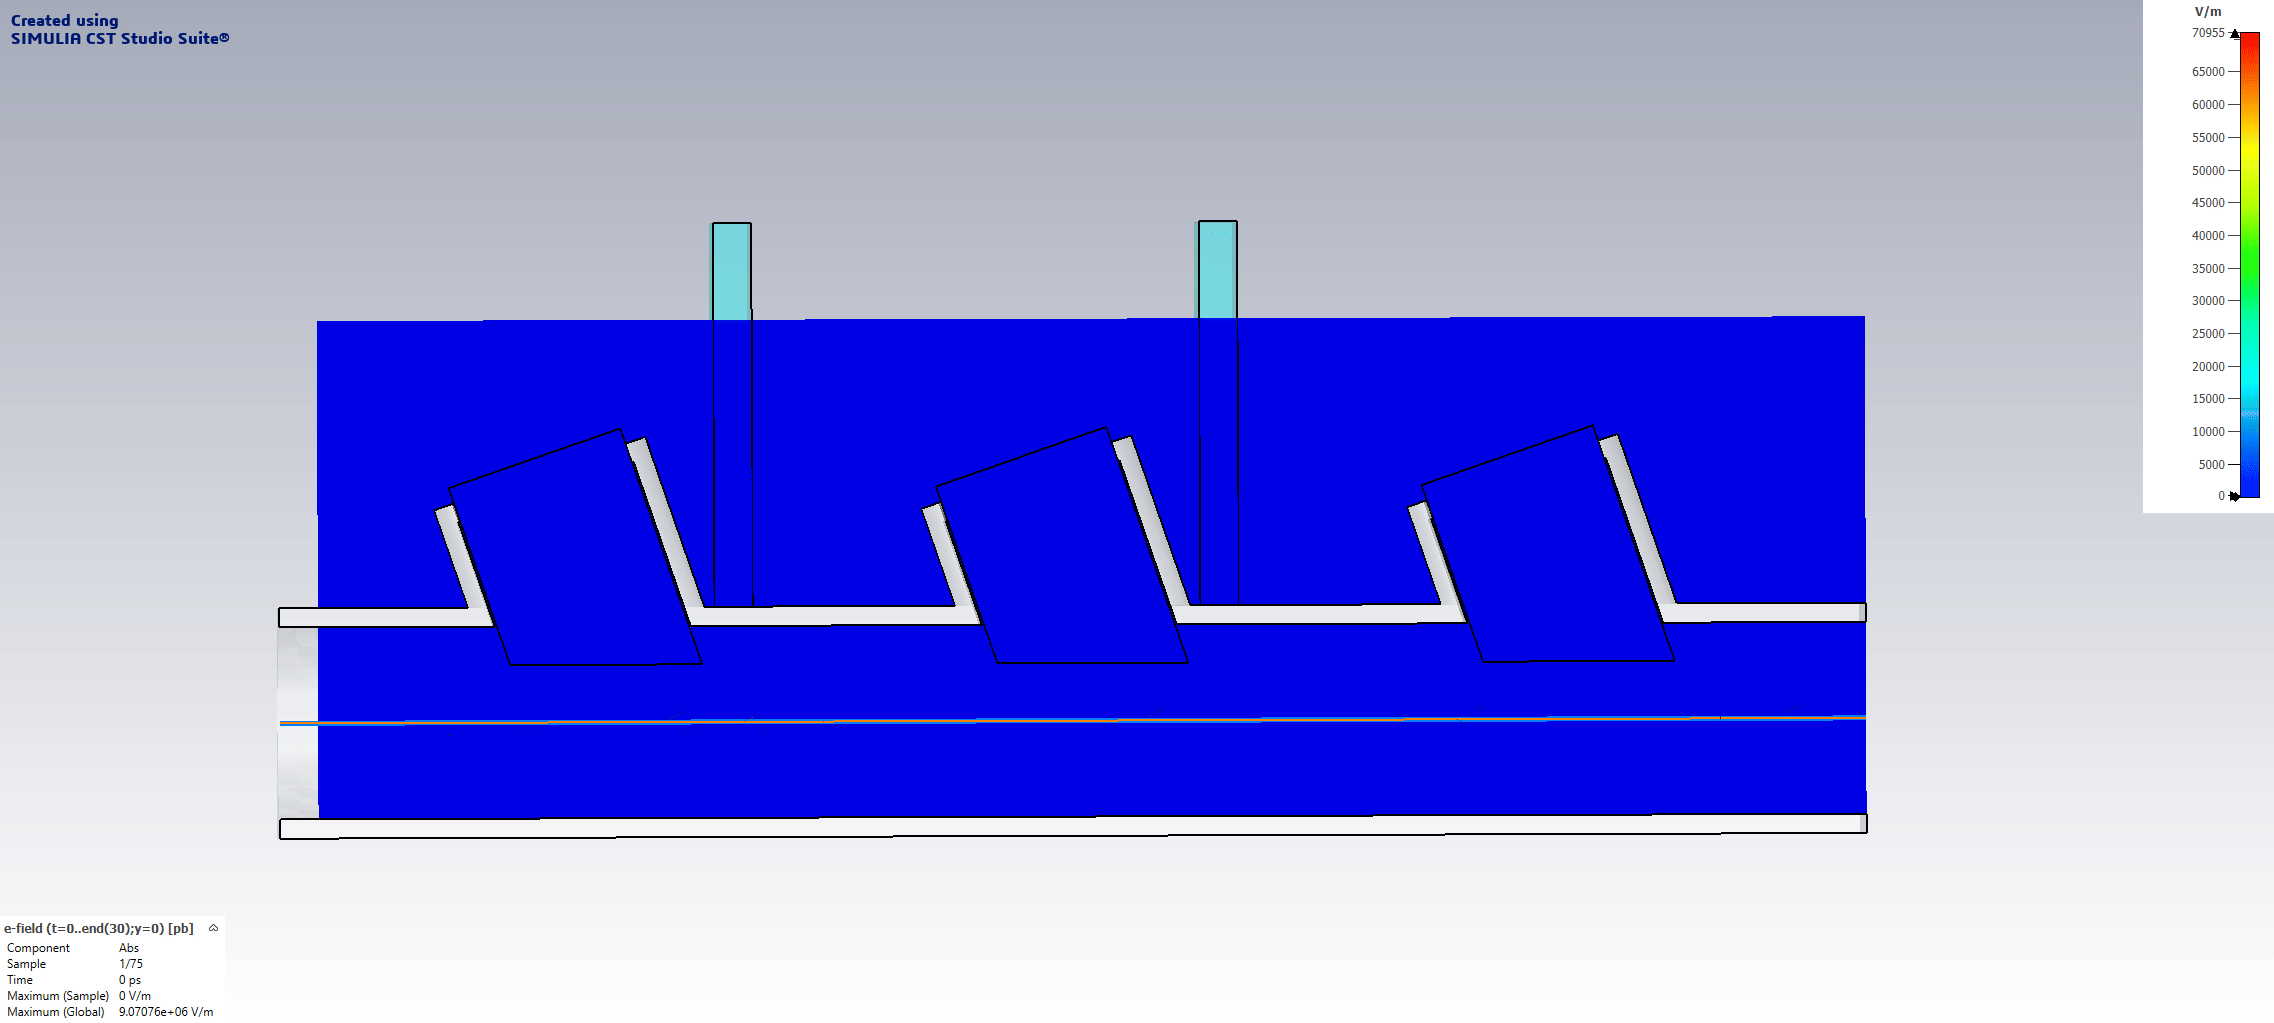 Created using
SIMULIA CST Studio Suite®
V/m
70955
65000
60000
55000
50000
45000
40000
35000
30000
25000
20000
15000
10000
5000
0
e-field (t=0..end(30);y=0) [pb]
Component Abs
Sample 1/75
Time 0 ps
Maximum (Sample) 0 V/m
Maximum (Global) 9.07076e+06 V/m